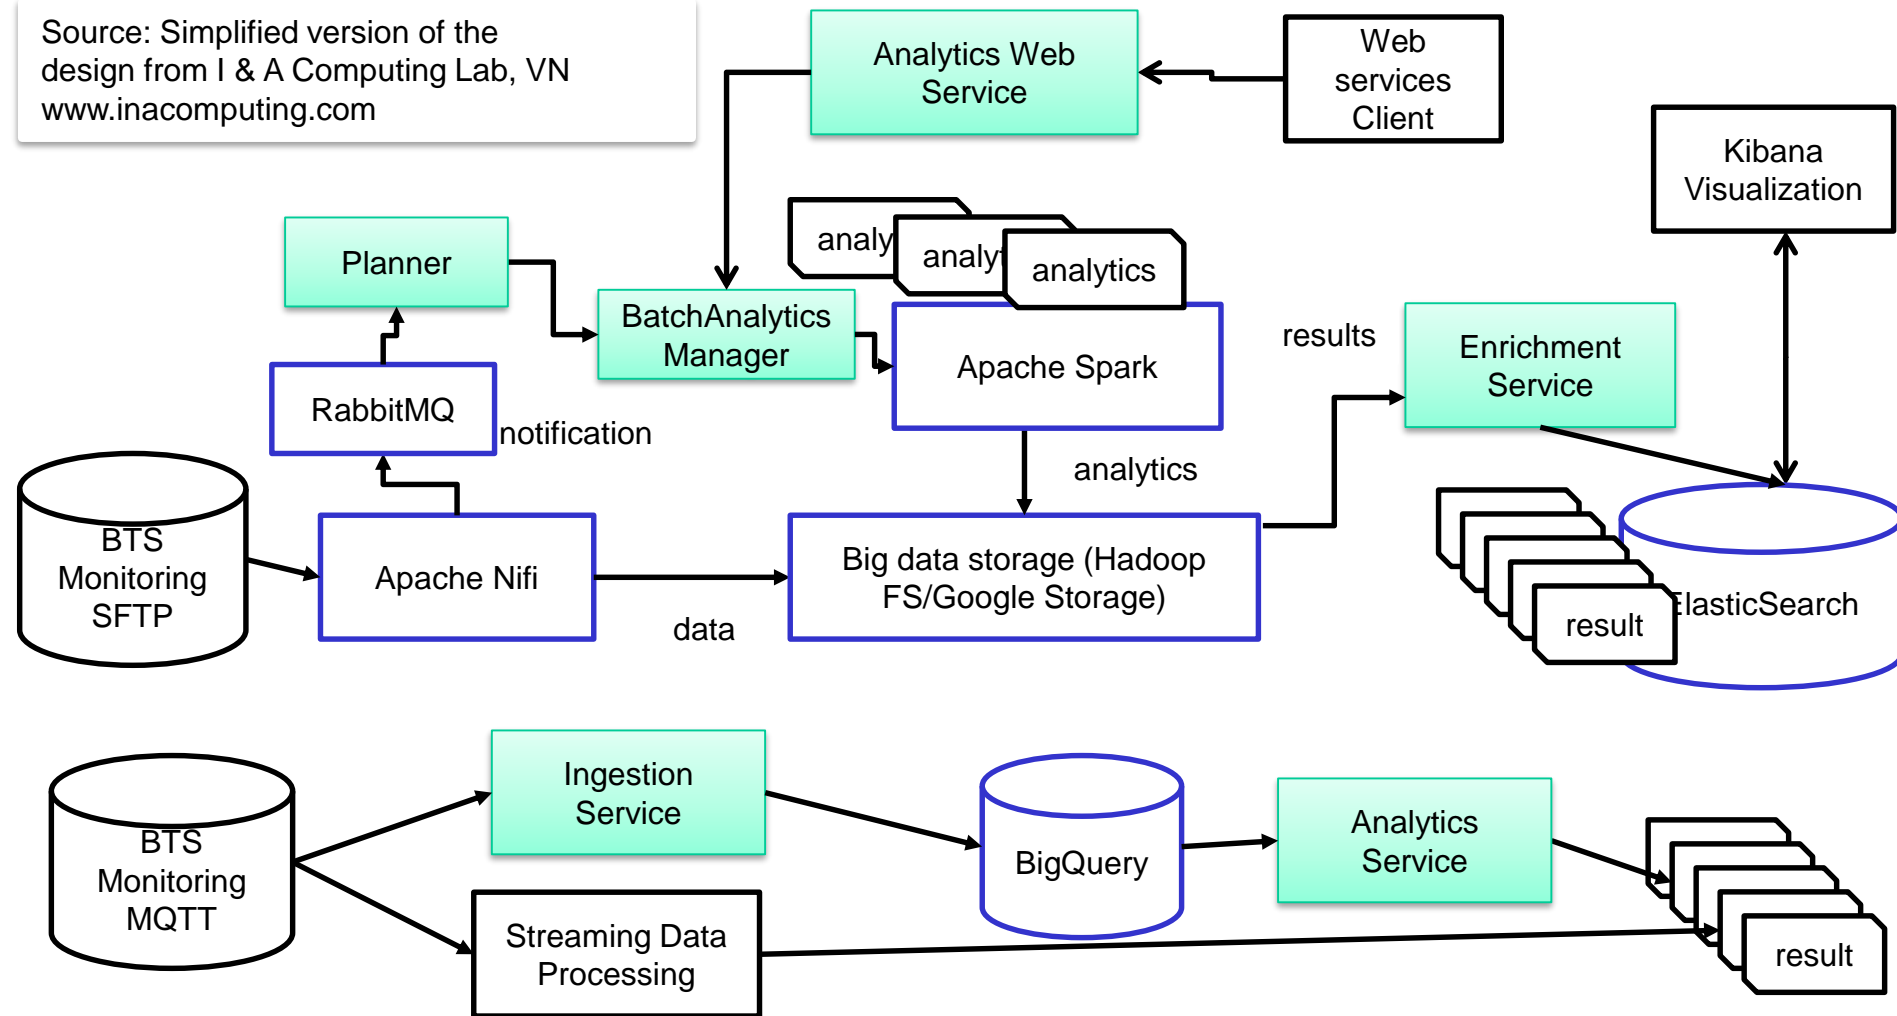 Source: Simplified version of the
design from I & A Computing Lab, VN
www.inacomputing.com
Analytics Web
Service
Web
services
Client
Kibana
Visualization
Planner
analy
analyt
analytics
BatchAnalytics
Manager
Apache Spark
results
Enrichment
Service
RabbitMQ
notification
analytics
BTS
Monitoring
SFTP
Apache Nifi
data
Big data storage (Hadoop
FS/Google Storage)
ElasticSearch
result
BTS
Monitoring
MQTT
Ingestion
Service
Streaming Data
Processing
BigQuery
Analytics
Service
result